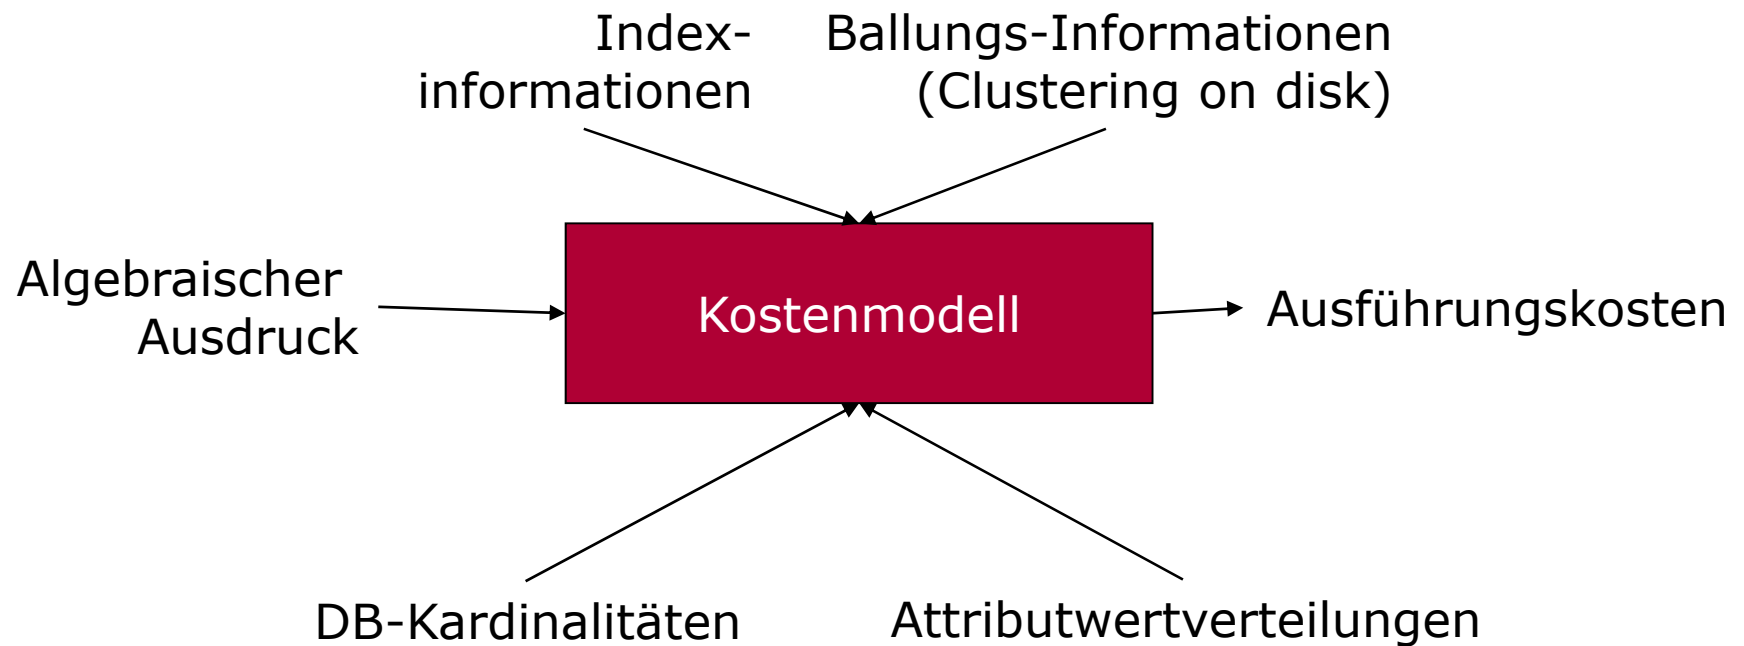 Index-
informationen
Ballungs-Informationen
(Clustering on disk)
Algebraischer
Ausdruck
Kostenmodell
Ausführungskosten
DB-Kardinalitäten
Attributwertverteilungen